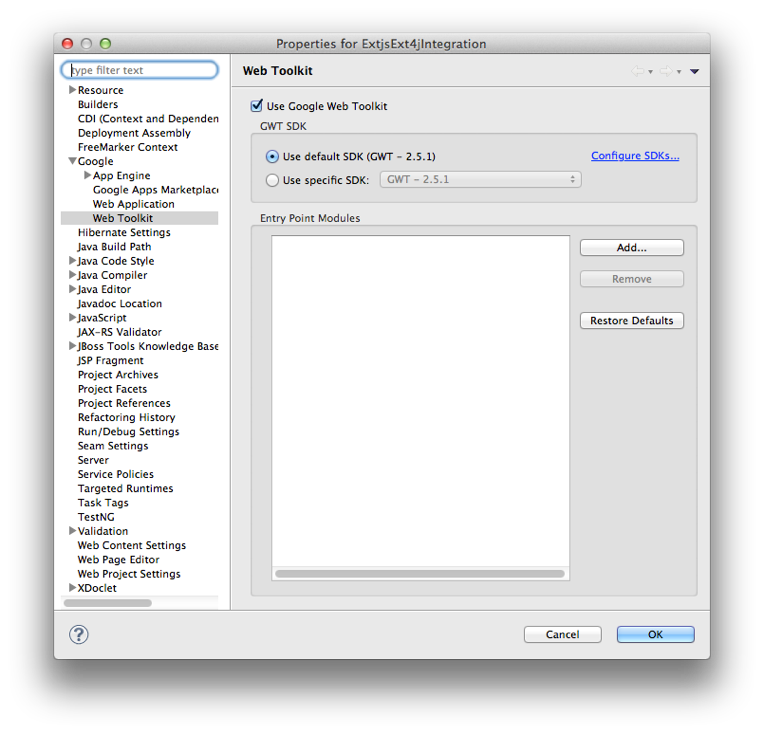 Properties for ExtjsExt4jIntegration
type filter text
Resource
Builders
CDI (Context and Dependen
Deployment Assembly
FreeMarker Context
Google
App Engine
Google Apps Marketplace
Web Application
Web Toolkit
Hibernate Settings
Java Build Path
Java Code Style
Java Compiler
Java Editor
Javadoc Location
JavaScript
JAX-RS Validator
JBoss Tools Knowledge Base
JSP Fragment
Project Archives
Project Facets
Project References
Refactoring History
Run/Debug Settings
Seam Settings
Server
Service Policies
Targeted Runtimes
Task Tags
TestNG
Validation
Web Content Settings
Web Page Editor
Web Project Settings
XDoclet
Web Toolkit
Use Google Web Toolkit
GWT SDK
Use default SDK (GWT - 2.5.1)
Configure SDKs...
Use specific SDK:
GWT - 2.5.1
Entry Point Modules
Add...
Remove
Restore Defaults
?
Cancel
OK